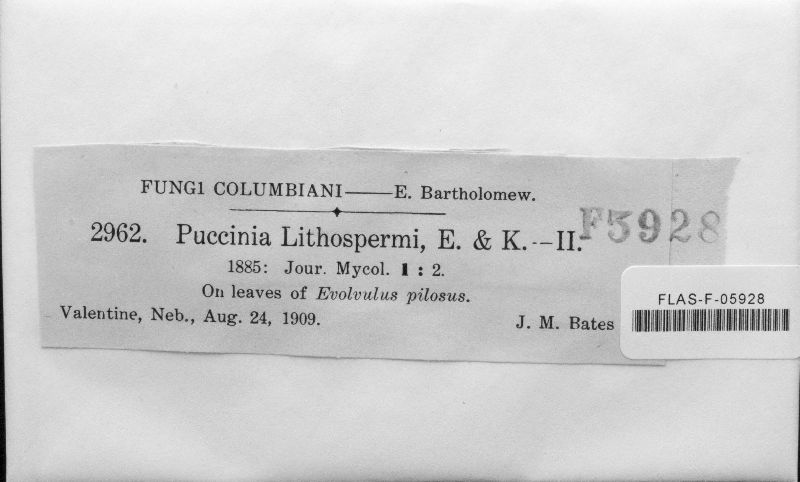 FUNGI COLUMBIANI——E. Bartholomew.
2962. Puccinia Lithospermi, E. & K.--II.
F5928
1885: Jour. Mycol. 1 : 2.
On leaves of Evolvulus pilosus.
Valentine, Neb., Aug. 24, 1909.
J. M. Bates
FLAS-F-05928